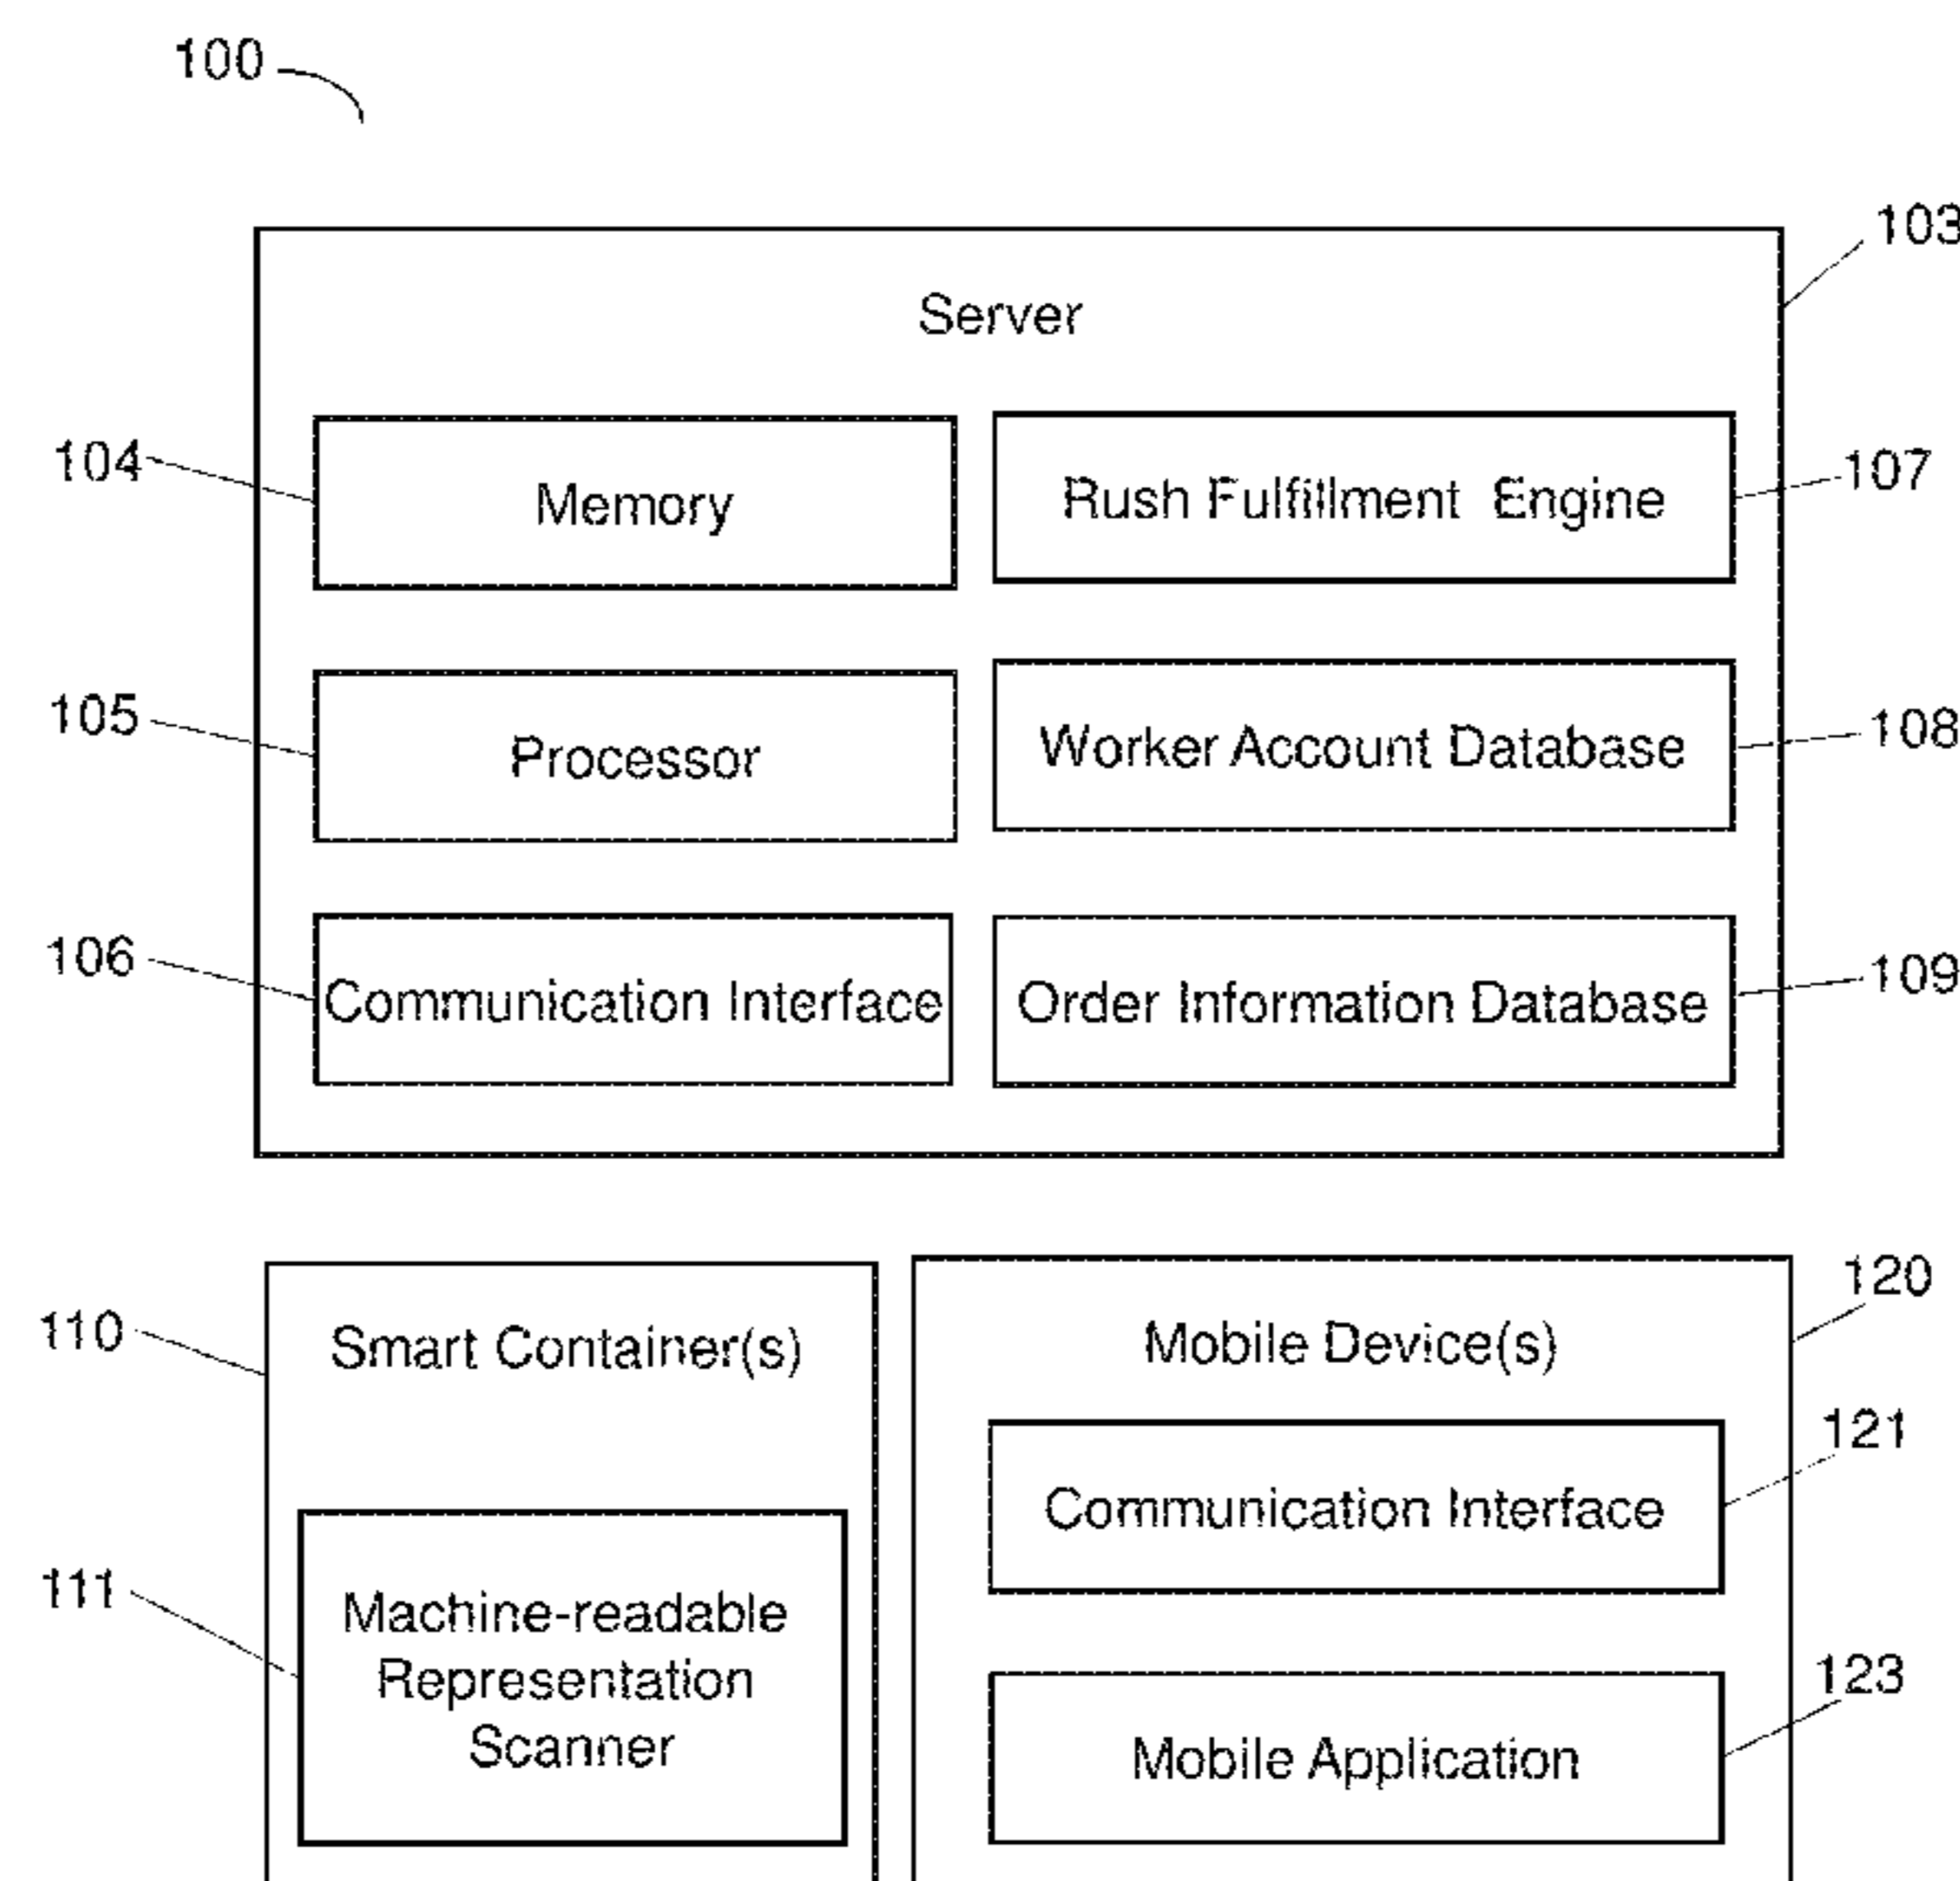 100
103
Server
104
Memory
Rush Fulfillment Engine
107
105
Processor
Worker Account Database
108
106
Communication Interface
Order Information Database
109
110
Smart Container(s)
Mobile Device(s)
120
121
Communication Interface
111
Machine-readable
Representation
Scanner
123
Mobile Application